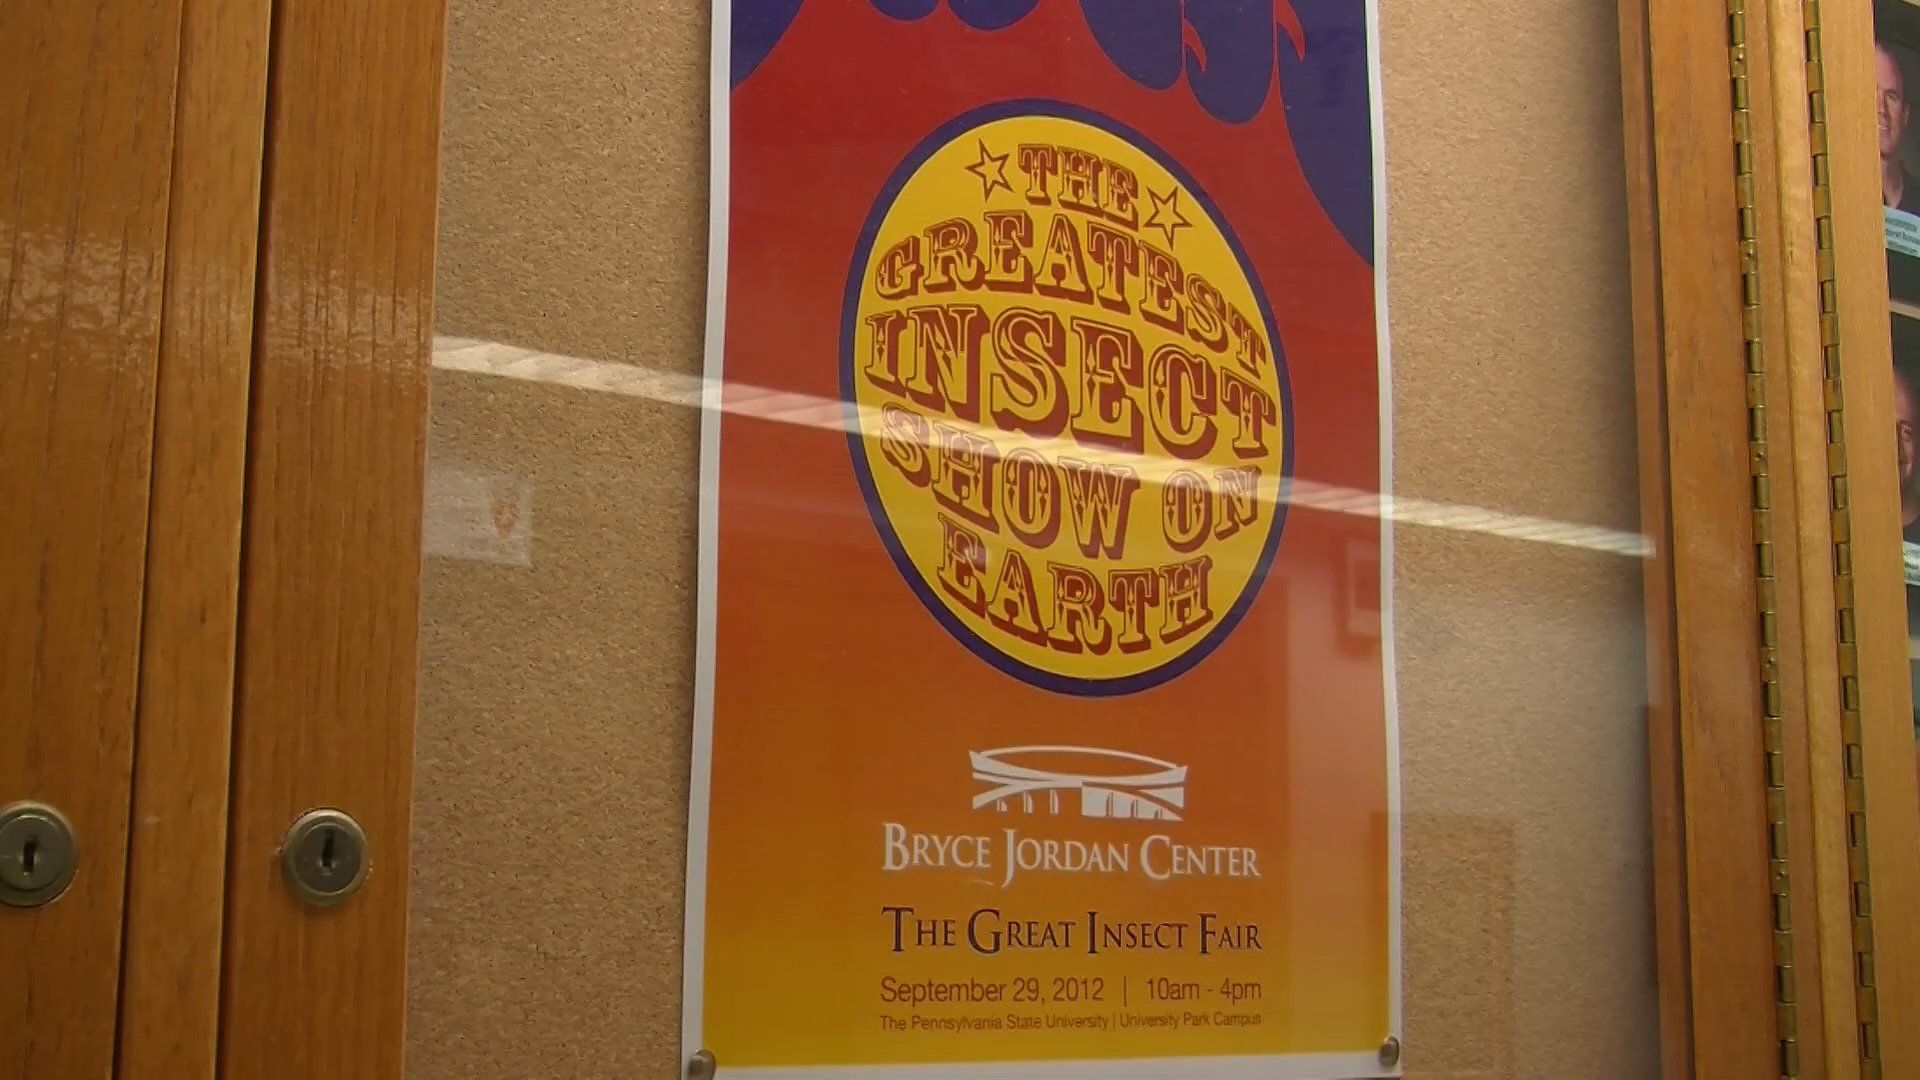 THE
GREATEST
INSECT
SHOW ON
EARTH
BRYCE JORDAN CENTER
THE GREAT INSECT FAIR
September 29, 2012 | 10am - 4pm
The Pennsylvania State University | University Park Campus